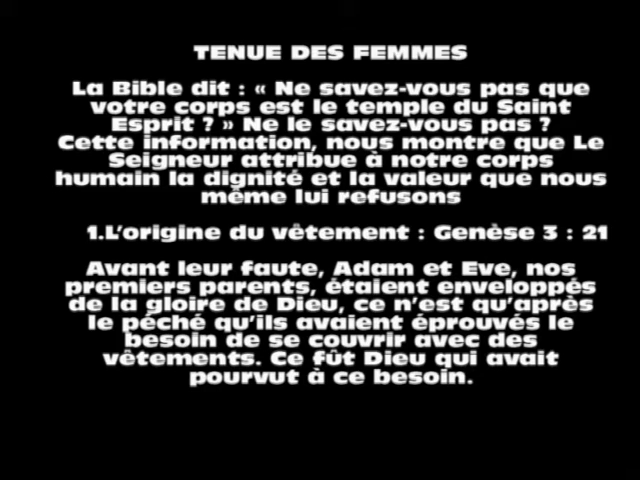 TENUE DES FEMMES
La Bible dit : « Ne savez-vous pas que
votre corps est le temple du Saint
Esprit ? » Ne le savez-vous pas ?
Cette information, nous montre que Le
Seigneur attribue à notre corps
humain la dignité et la valeur que nous
même lui refusons
1.L'origine du vêtement : Genèse 3 : 21
Avant leur faute, Adam et Eve, nos
premiers parents, étaient enveloppés
de la gloire de Dieu, ce n'est qu'après
le péché qu'ils avaient éprouvés le
besoin de se couvrir avec des
vêtements. Ce fût Dieu qui avait
pourvut à ce besoin.